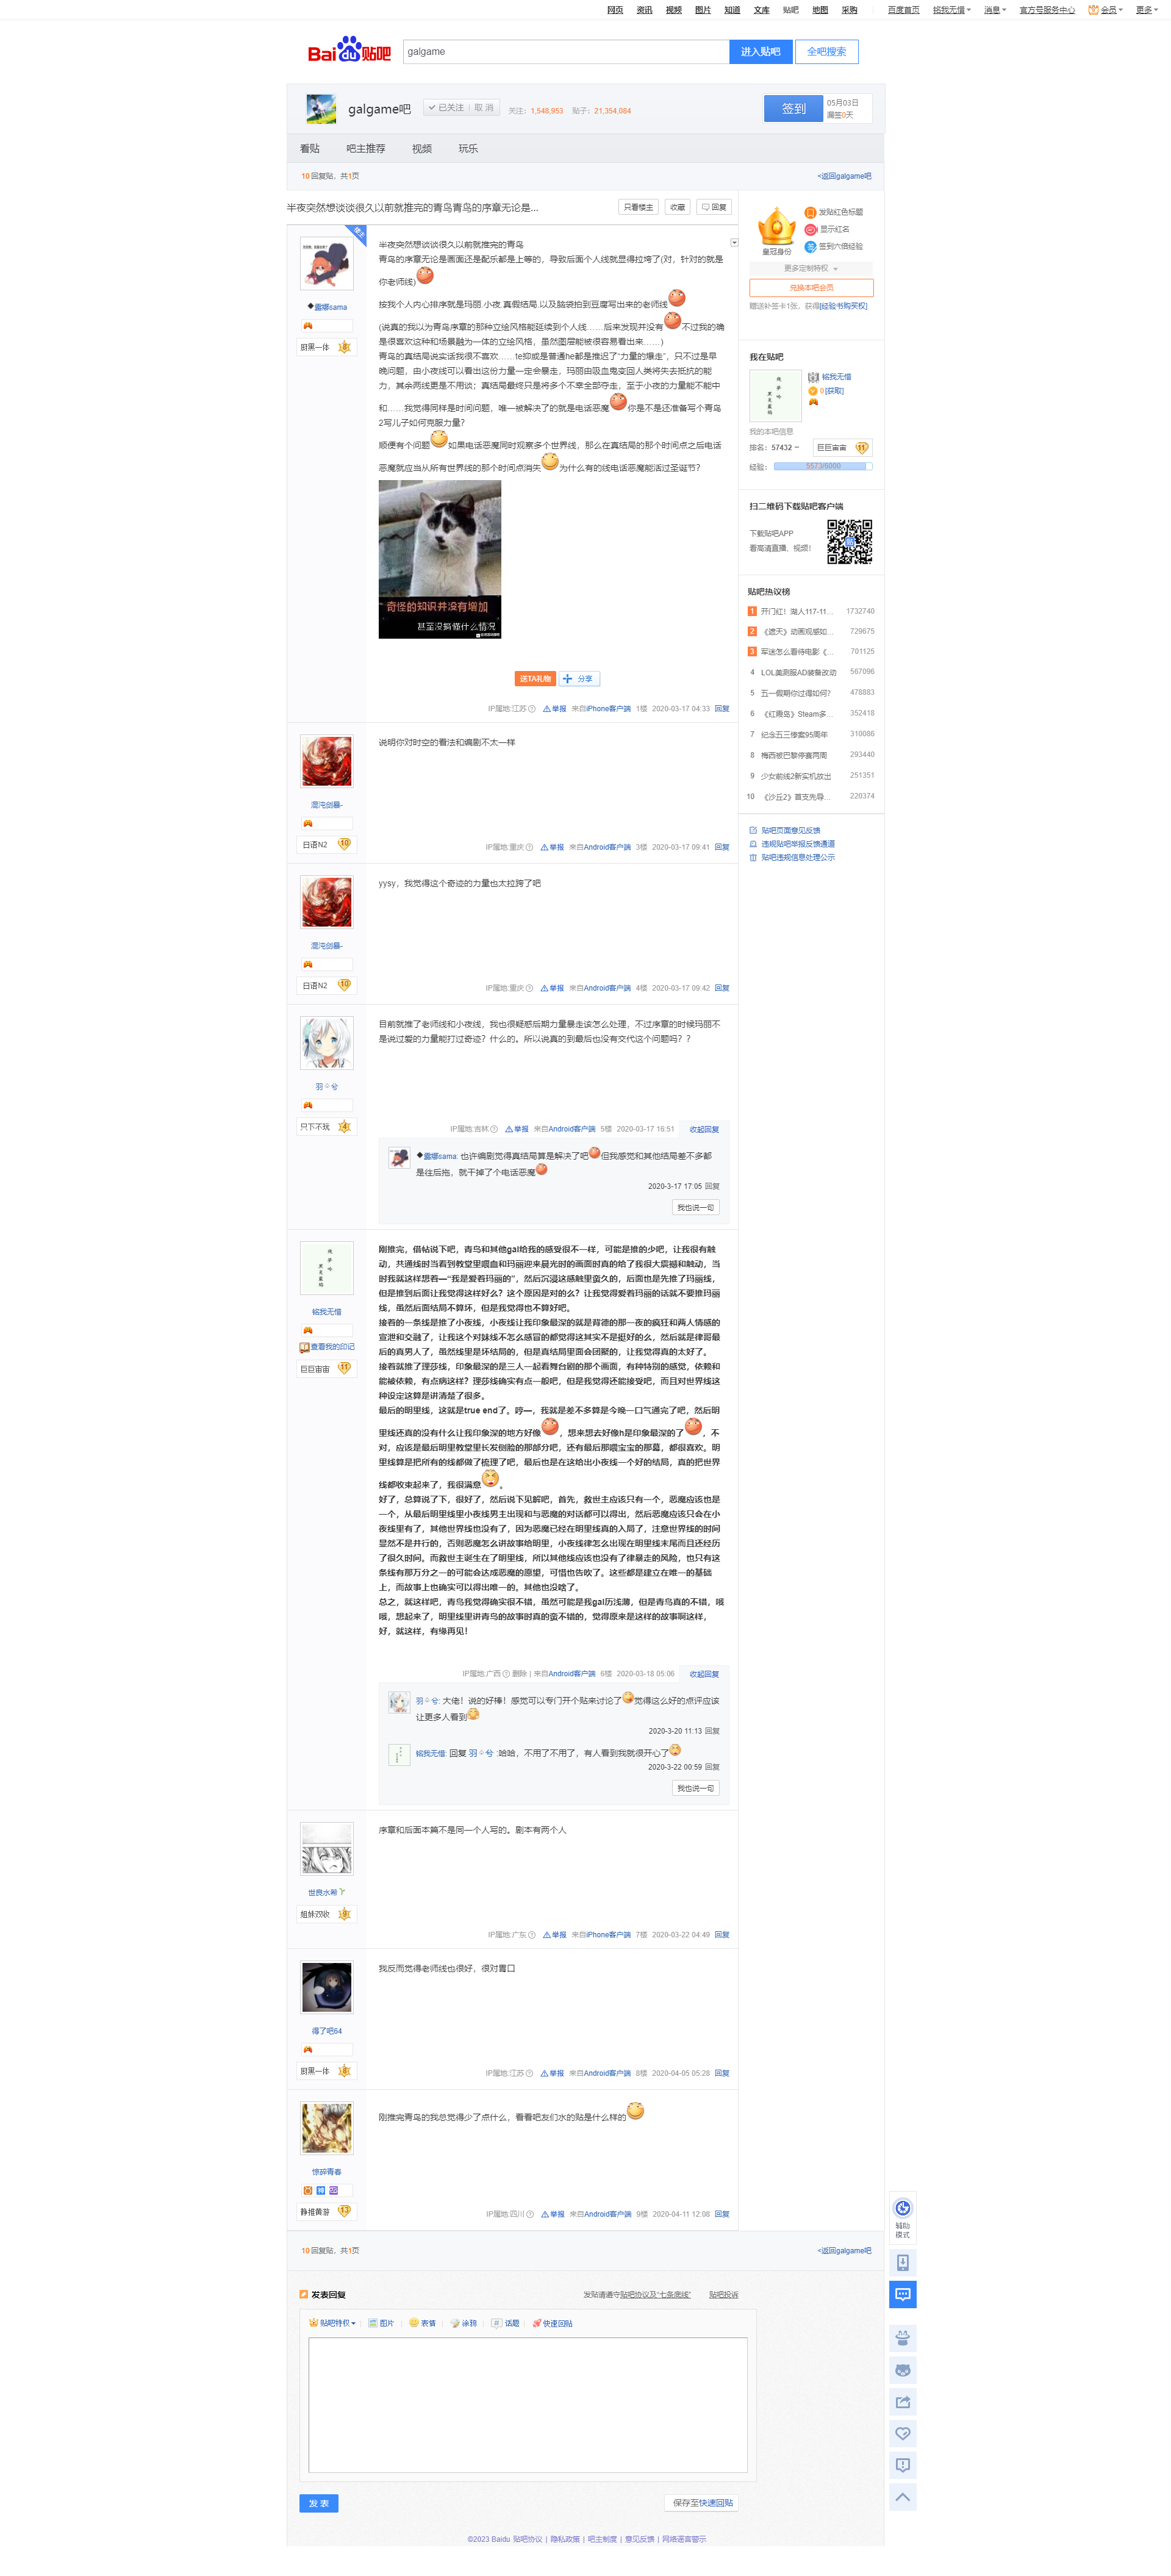 网页 资讯 视频 图片 知道 文库 贴吧 地图 采购 百度首页 铭我无惜 消息 官方号服务中心 会员 更多
Bai du 贴吧
galgame 进入贴吧 全吧搜索
galgame吧 已关注 | 取消 关注：1,548,953 贴子：21,354,084
签到 05月03日
漏签0天
看贴 吧主推荐 视频 玩乐
10 回复贴，共1页 <返回galgame吧
半夜突然想谈谈很久以前就推完的青鸟青鸟的序章无论是... 只看楼主 收藏 回复
楼主
◆露娜sama
厨黑一体 8
半夜突然想谈谈很久以前就推完的青鸟
青鸟的序章无论是画面还是配乐都是上等的，导致后面个人线就显得拉垮了(对，针对的就是
你老师线)
按我个人内心排序就是玛丽.小夜.真假结局.以及脑袋拍到豆腐写出来的老师线
(说真的我以为青鸟序章的那种立绘风格能延续到个人线……后来发现并没有不过我的确
是很喜欢这种和场景融为一体的立绘风格，虽然图层能被很容易看出来……)
青鸟的真结局说实话我很不喜欢……te抑或是普通he都是推迟了“力量的爆走”，只不过是早
晚问题，由小夜线可以看出这份力量一定会暴走，玛丽由吸血鬼变回人类将失去抵抗的能
力，其余两线更是不用谈；真结局最终只是将多个不幸全部夺走，至于小夜的力量能不能中
和……我觉得同样是时间问题，唯一被解决了的就是电话恶魔你是不是还准备写个青鸟
2写儿子如何克服力量？
顺便有个问题如果电话恶魔同时观察多个世界线，那么在真结局的那个时间点之后电话
恶魔就应当从所有世界线的那个时间点消失为什么有的线电话恶魔能活过圣诞节？
奇怪的知识并没有增加
甚至没搞懂什么情况
送TA礼物 分享
IP属地:江苏 举报 来自iPhone客户端 1楼 2020-03-17 04:33 回复
混沌剑暴-
日语N2 10
说明你对时空的看法和编剧不太一样
IP属地:重庆 举报 来自Android客户端 3楼 2020-03-17 09:41 回复
混沌剑暴-
日语N2 10
yysy，我觉得这个奇迹的力量也太拉跨了吧
IP属地:重庆 举报 来自Android客户端 4楼 2020-03-17 09:42 回复
只下不玩 4
目前就推了老师线和小夜线，我也很疑惑后期力量暴走该怎么处理，不过序章的时候玛丽不
是说过爱的力量能打过奇迹？什么的。所以说真的到最后也没有交代这个问题吗？？
IP属地:吉林 举报 来自Android客户端 5楼 2020-03-17 16:51 收起回复
◆露娜sama: 也许编剧觉得真结局算是解决了吧但我感觉和其他结局差不多都
是往后拖，就干掉了个电话恶魔
2020-3-17 17:05 回复
我也说一句
铭我无惜
查看我的印记
巨巨宙宙 11
刚推完，借帖说下吧，青鸟和其他gal给我的感受很不一样，可能是推的少吧，让我很有触
动，共通线时当看到教堂里喂血和玛丽迎来晨光时的画面时真的给了我很大震撼和触动，当
时我就这样想着—“我是爱着玛丽的”，然后沉浸这感触里蛮久的，后面也是先推了玛丽线，
但是推到后面让我觉得这样好么？这个原因是对的么？让我觉得爱着玛丽的话就不要推玛丽
线，虽然后面结局不算坏，但是我觉得也不算好吧。
接着的一条线是推了小夜线，小夜线让我印象最深的就是背德的那一夜的疯狂和两人情感的
宣泄和交融了，让我这个对妹线不怎么感冒的都觉得这其实不是挺好的么，然后就是律哥最
后的真男人了，虽然线里是坏结局的，但是真结局里面会团聚的，让我觉得真的太好了。
接着就推了理莎线，印象最深的是三人一起看舞台剧的那个画面，有种特别的感觉，依赖和
能被依赖，有点病这样？理莎线确实有点一般吧，但是我觉得还能接受吧，而且对世界线这
种设定这算是讲清楚了很多。
最后的明里线，这就是true end了。哼—，我就是差不多算是今晚一口气通完了吧，然后明
里线还真的没有什么让我印象深的地方好像，想来想去好像h是印象最深的了，不
对，应该是最后明里教堂里长发侧脸的那部分吧，还有最后那喂宝宝的那幕，都很喜欢。明
里线算是把所有的线都做了梳理了吧，最后也是在这给出小夜线一个好的结局，真的把世界
线都收束起来了，我很满意。
好了，总算说了下，很好了，然后说下见解吧，首先，救世主应该只有一个，恶魔应该也是
一个，从最后明里线里小夜线男主出现和与恶魔的对话都可以得出，然后恶魔应该只会在小
夜线里有了，其他世界线也没有了，因为恶魔已经在明里线真的入局了，注意世界线的时间
显然不是并行的，否则恶魔怎么讲故事给明里，小夜线律怎么出现在明里线末尾而且还经历
了很久时间。而救世主诞生在了明里线，所以其他线应该也没有了律暴走的风险，也只有这
条线有那万分之一的可能会达成恶魔的愿望，可惜也告吹了。这些都是建立在唯一的基础
上，而故事上也确实可以得出唯一的。其他也没啥了。
总之，就这样吧，青鸟我觉得确实很不错，虽然可能是我gal历浅薄，但是青鸟真的不错，哦
哦，想起来了，明里线里讲青鸟的故事时真的蛮不错的，觉得原来是这样的故事啊这样，
好，就这样，有缘再见！
IP属地:广西 删除 | 来自Android客户端 6楼 2020-03-18 05:06 收起回复
大佬！说的好棒！感觉可以专门开个贴来讨论了觉得这么好的点评应该
让更多人看到
2020-3-20 11:13 回复
铭我无惜: 回复 :哈哈，不用了不用了，有人看到我就很开心了
2020-3-22 00:59 回复
我也说一句
世良水希
姐妹双收 9
序章和后面本篇不是同一个人写的。剧本有两个人
IP属地:广东 举报 来自iPhone客户端 7楼 2020-03-22 04:49 回复
得了吧64
厨黑一体 8
我反而觉得老师线也很好，很对胃口
IP属地:江苏 举报 来自Android客户端 8楼 2020-04-05 05:28 回复
惊碎青春
静推黄游 13
刚推完青鸟的我总觉得少了点什么，看看吧友们水的贴是什么样的
IP属地:四川 举报 来自Android客户端 9楼 2020-04-11 12:08 回复
10 回复贴，共1页 <返回galgame吧
皇冠身份
发贴红色标题
显示红名
签到六倍经验
更多定制特权
兑换本吧会员
赠送补签卡1张，获得[经验书购买权]
我在贴吧
铭我无惜
0[获取]
我的本吧信息
排名：57432 巨巨宙宙 11
经验： 5573/6000
扫二维码下载贴吧客户端
下载贴吧APP
看高清直播、视频！
贴吧热议榜
1 开门红！湖人117-11... 1732740
2 《遮天》动画观感如... 729675
3 军迷怎么看待电影《... 701125
4 LOL美测服AD装备改动 567096
5 五一假期你过得如何？ 478883
6 《红霞岛》Steam多... 352418
7 纪念五三惨案95周年 310086
8 梅西被巴黎停赛两周 293440
9 少女前线2新实机放出 251351
10 《沙丘2》首支先导... 220374
贴吧页面意见反馈
违规贴吧举报反馈通道
贴吧违规信息处理公示
辅助
模式
发表回复 发贴请遵守贴吧协议及“七条底线” 贴吧投诉
贴吧特权 图片 表情 涂鸦 话题 快速回贴
发 表 保存至快速回贴
©2023 Baidu 贴吧协议 | 隐私政策 | 吧主制度 | 意见反馈 | 网络谣言警示